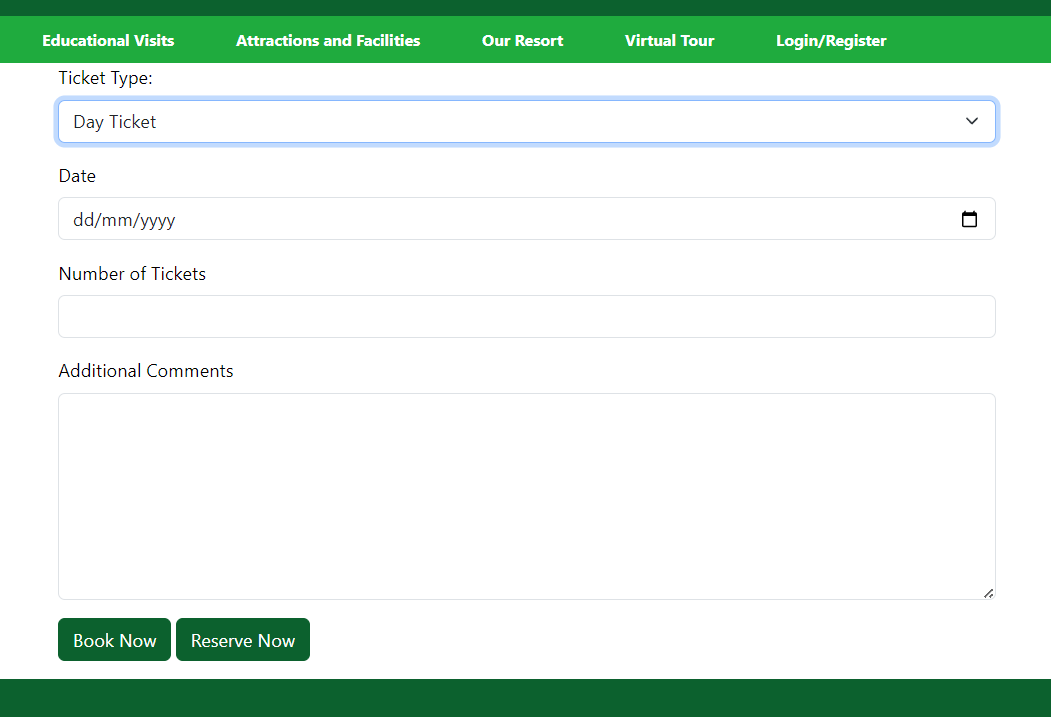 Educational Visits Attractions and Facilities Our Resort Virtual Tour Login/Register
Ticket Type:
Day Ticket
Date
dd/mm/yyyy
Number of Tickets
Additional Comments
Book Now Reserve Now